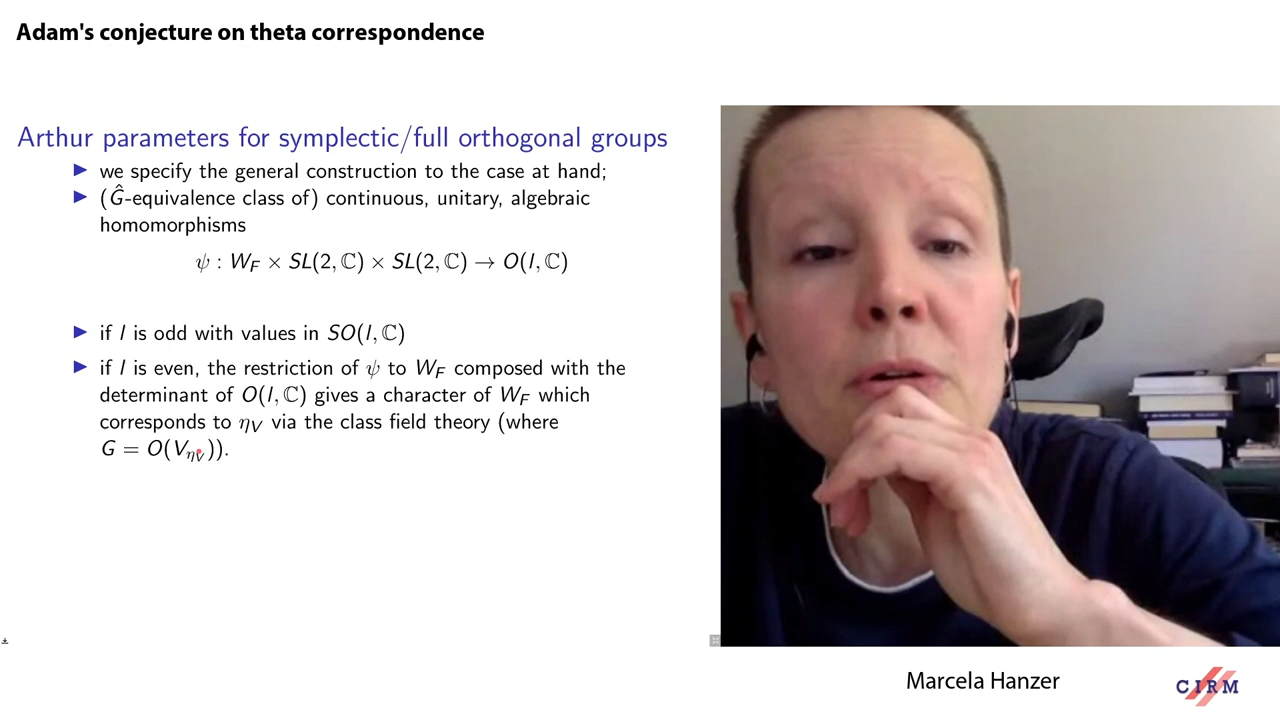 Adam's conjecture on theta correspondence
Arthur parameters for symplectic/full orthogonal groups
▶ we specify the general construction to the case at hand;
▶ (Ĝ-equivalence class of) continuous, unitary, algebraic
homomorphisms
ψ : W_F × SL(2, ℂ) × SL(2, ℂ) → O(l, ℂ)
▶ if l is odd with values in SO(l, ℂ)
▶ if l is even, the restriction of ψ to W_F composed with the
determinant of O(l, ℂ) gives a character of W_F which
corresponds to η_V via the class field theory (where
G = O(V_{η_V})).
Marcela Hanzer
CIRM